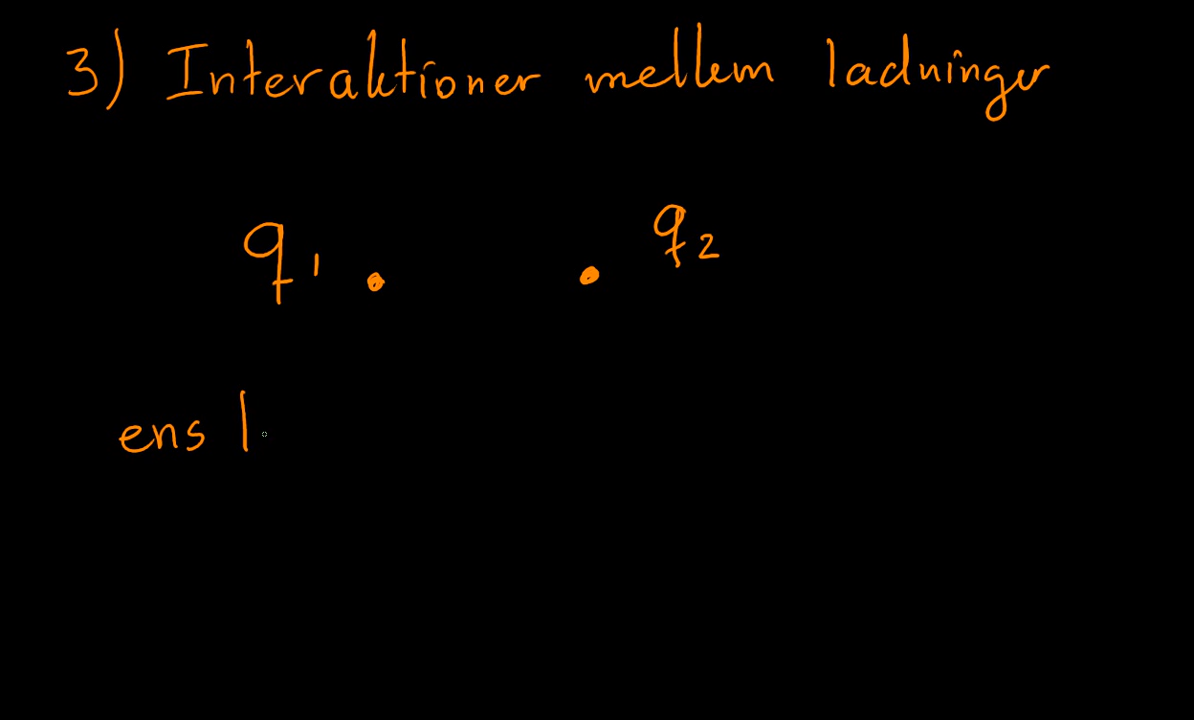 3) Interaktioner mellem ladninger
q₁ q₂
ens l